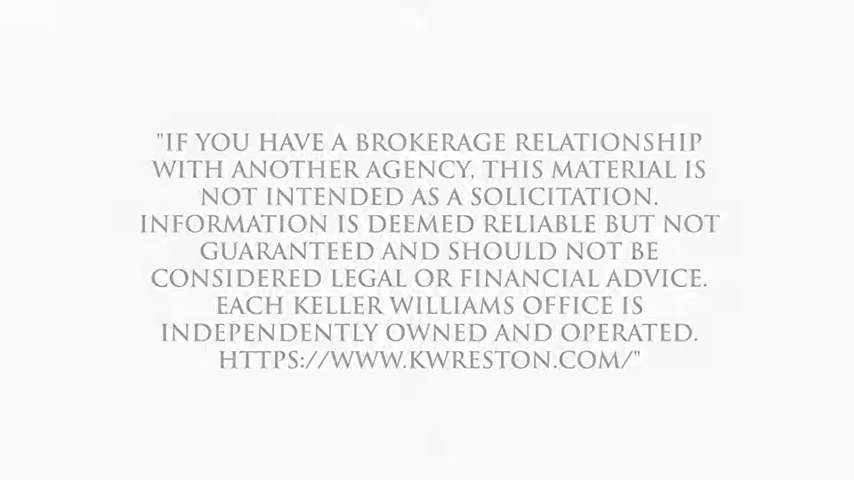 "IF YOU HAVE A BROKERAGE RELATIONSHIP
WITH ANOTHER AGENCY, THIS MATERIAL IS
NOT INTENDED AS A SOLICITATION.
INFORMATION IS DEEMED RELIABLE BUT NOT
GUARANTEED AND SHOULD NOT BE
CONSIDERED LEGAL OR FINANCIAL ADVICE.
EACH KELLER WILLIAMS OFFICE IS
INDEPENDENTLY OWNED AND OPERATED.
HTTPS://WWW.KWRESTON.COM/"